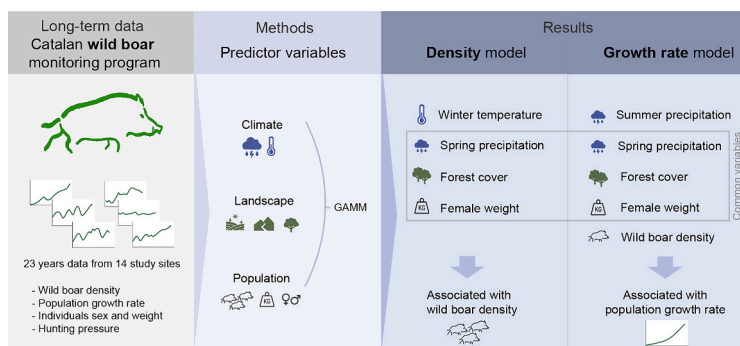 Long-term data
Catalan wild boar
monitoring program
23 years data from 14 study sites
- Wild boar density
- Population growth rate
- Individuals sex and weight
- Hunting pressure
Methods
Predictor variables
Climate
Landscape
Population
KG
GAMM
Results
Density model
Winter temperature
Spring precipitation
Forest cover
KG
Female weight
Associated with
wild boar density
Growth rate model
Summer precipitation
Spring precipitation
Forest cover
KG
Female weight
Wild boar density
Common variables
Associated with
population growth rate